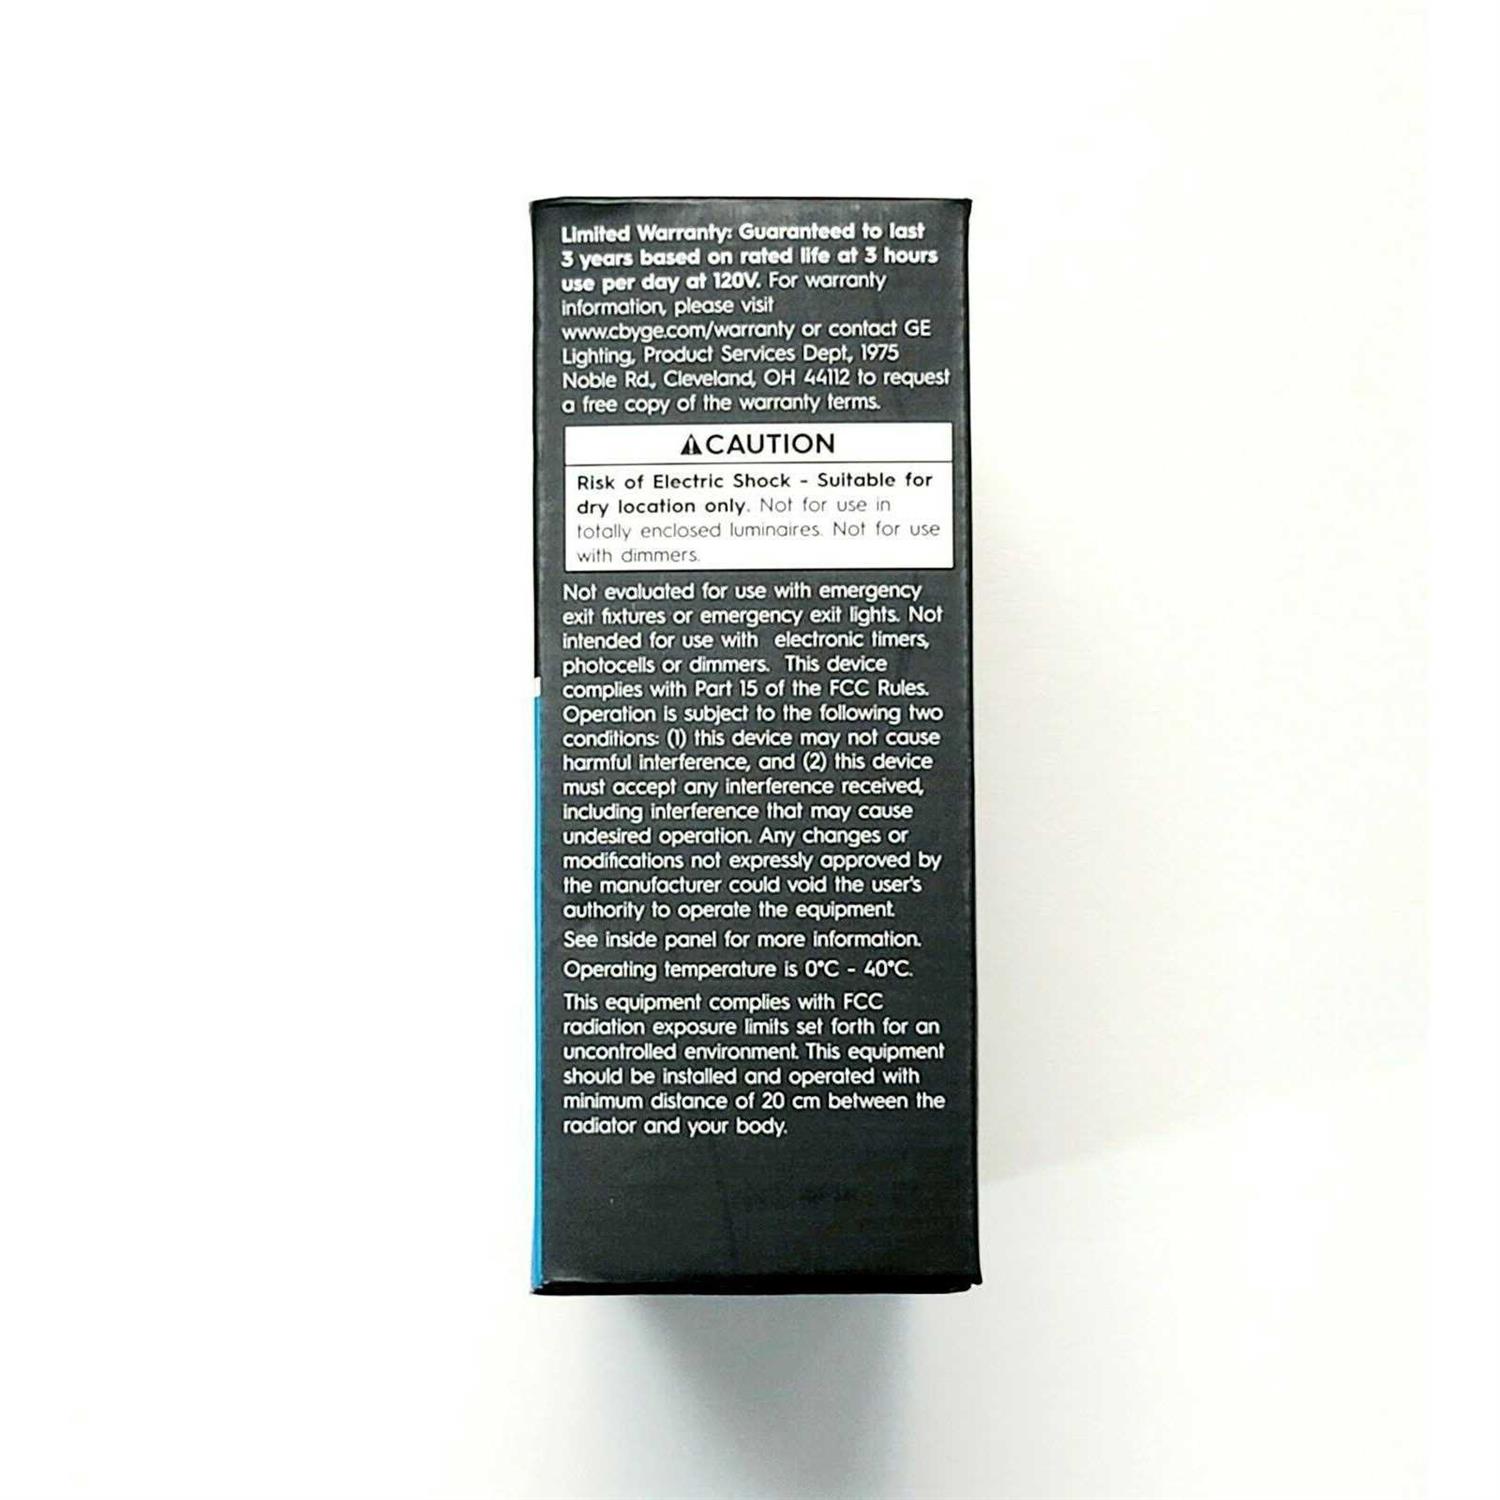 Limited Warranty: Guaranteed to last
3 years based on rated life at 3 hours
use per day at 120V. For warranty
information, please visit
www.cbyge.com/warranty or contact GE
Lighting, Product Services Dept., 1975
Noble Rd., Cleveland, OH 44112 to request
a free copy of the warranty terms.
⚠CAUTION
Risk of Electric Shock - Suitable for
dry location only. Not for use in
totally enclosed luminaires. Not for use
with dimmers.
Not evaluated for use with emergency
exit fixtures or emergency exit lights. Not
intended for use with electronic timers,
photocells or dimmers. This device
complies with Part 15 of the FCC Rules.
Operation is subject to the following two
conditions: (1) this device may not cause
harmful interference, and (2) this device
must accept any interference received,
including interference that may cause
undesired operation. Any changes or
modifications not expressly approved by
the manufacturer could void the user's
authority to operate the equipment.
See inside panel for more information.
Operating temperature is 0°C - 40°C.
This equipment complies with FCC
radiation exposure limits set forth for an
uncontrolled environment. This equipment
should be installed and operated with
minimum distance of 20 cm between the
radiator and your body.